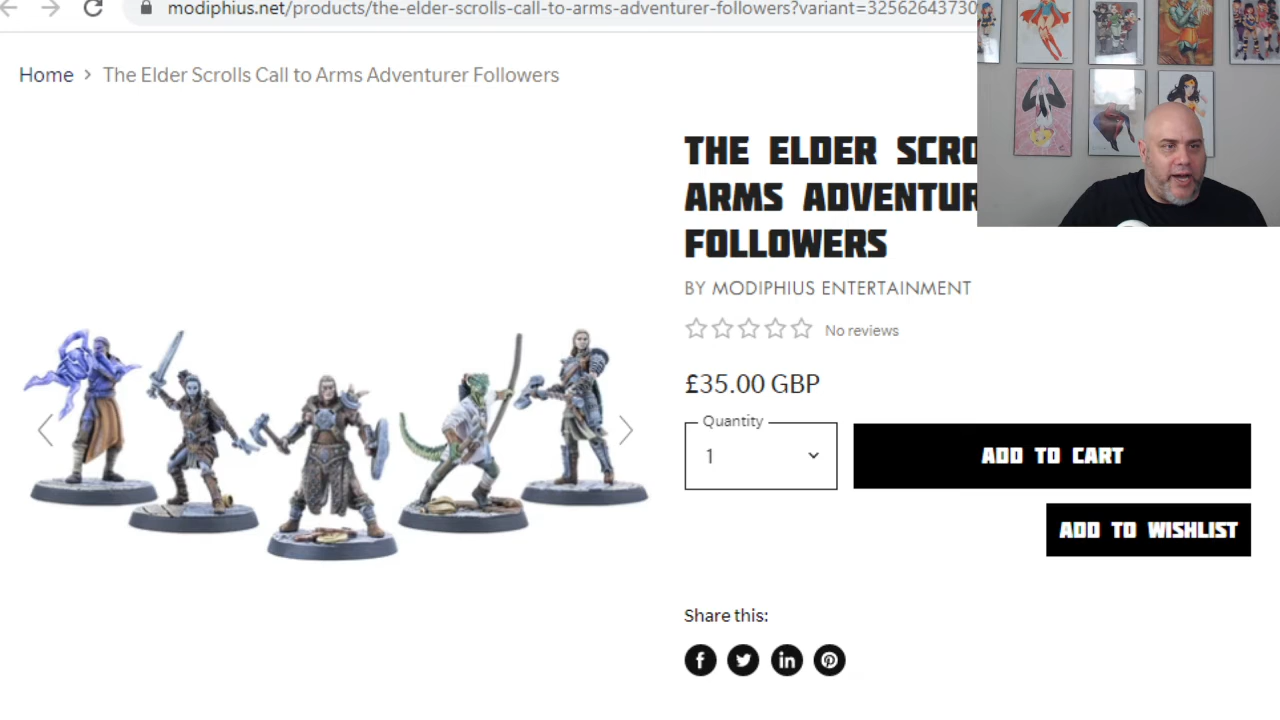 modiphius.net/products/the-elder-scrolls-call-to-arms-adventurer-followers?variant=32562643730
Home > The Elder Scrolls Call to Arms Adventurer Followers
THE ELDER
ARMS
FOLLOWERS
BY MODIPHIUS ENTERTAINMENT
No reviews
£35.00 GBP
Quantity
1
ADD TO CART
ADD TO WISHLIST
Share this: